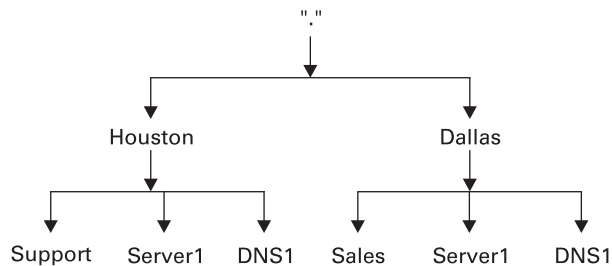 "."
Houston Dallas
Support Server1 DNS1 Sales Server1 DNS1